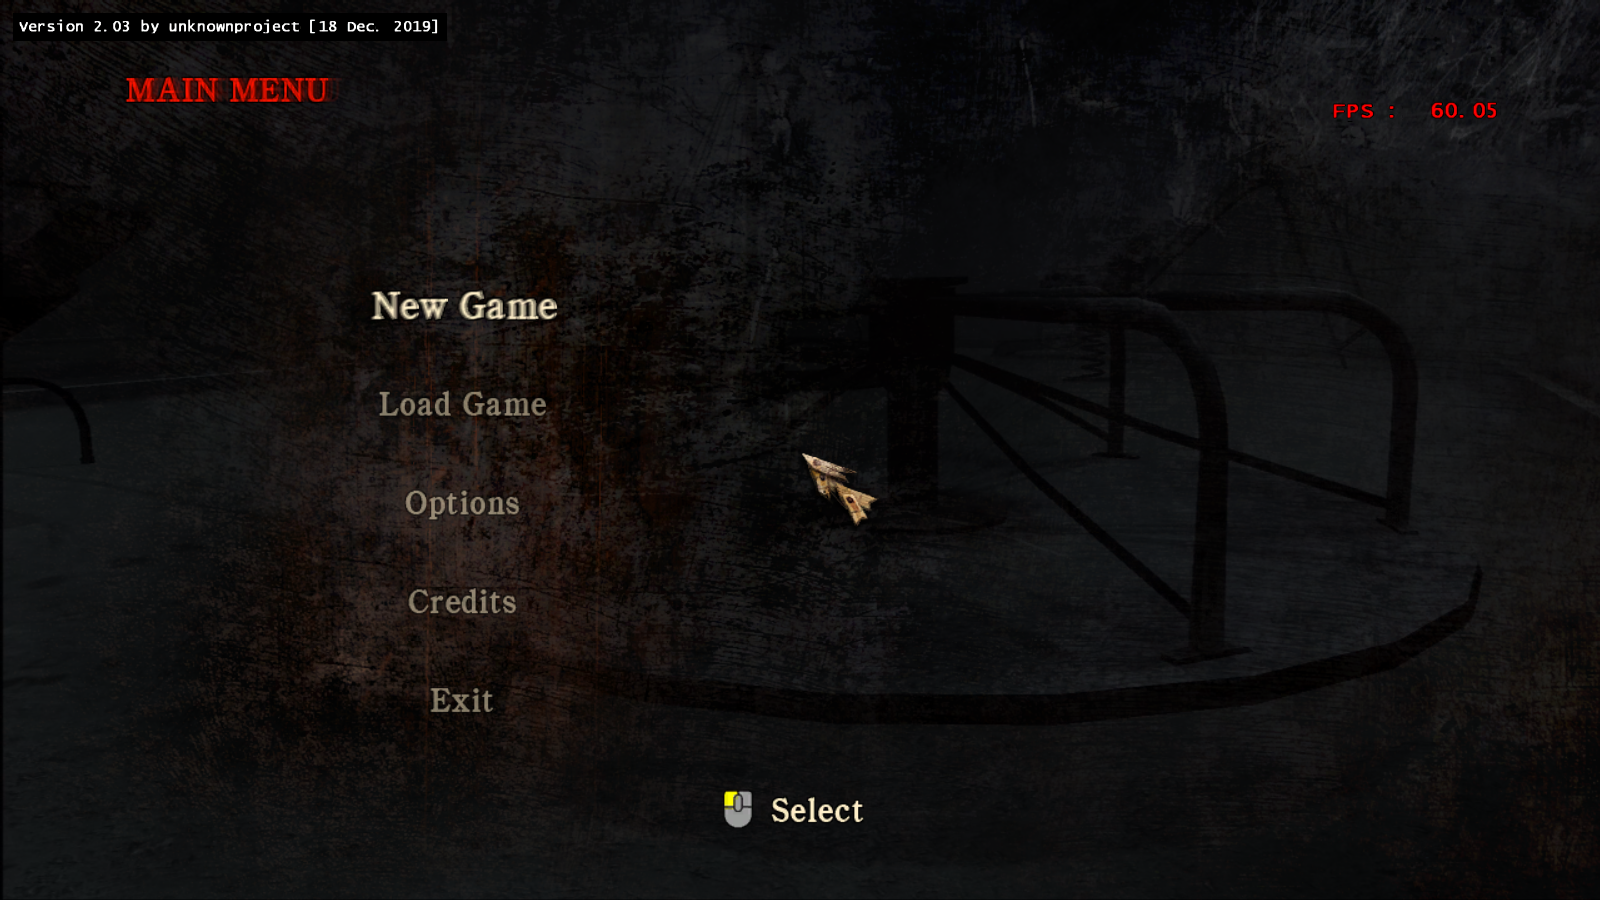 Version 2.03 by unknownproject [18 Dec. 2019]
MAIN MENU
FPS : 60.05
New Game
Load Game
Options
Credits
Exit
Select